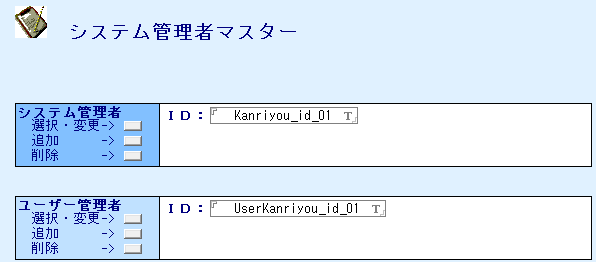 システム管理者マスター
システム管理者
選択・変更->
追加 ->
削除 ->
ＩＤ： Kanriyou_id_01 T
ユーザー管理者
選択・変更->
追加 ->
削除 ->
ＩＤ： UserKanriyou_id_01 T